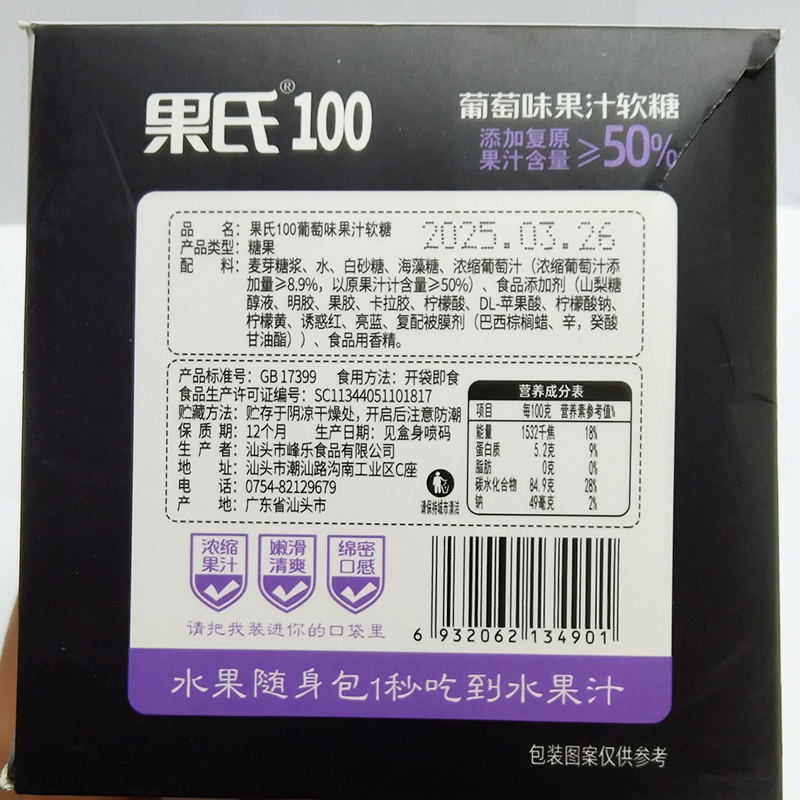 果氏®100
葡萄味果汁软糖
添加复原
果汁含量≥50%
品名：果氏100葡萄味果汁软糖
2025.03.26
产品类型：糖果
配料：麦芽糖浆、水、白砂糖、海藻糖、浓缩葡萄汁（浓缩葡萄汁添
加量≥8.9%，以原果汁计含量≥50%）、食品添加剂（山梨糖
醇液、明胶、果胶、卡拉胶、柠檬酸、DL-苹果酸、柠檬酸钠、
柠檬黄、诱惑红、亮蓝、复配被膜剂（巴西棕榈蜡、辛，癸酸
甘油酯））、食品用香精。
产品标准号：GB 17399 食用方法：开袋即食
食品生产许可证编号：SC11344051101817
贮藏方法：贮存于阴凉干燥处，开启后注意防潮
保质期：12个月 生产日期：见盒身喷码
生产者：汕头市峰乐食品有限公司
地址：汕头市潮汕路沟南工业区C座
电话：0754-82129679
产地：广东省汕头市
请保持城市清洁
营养成分表
项目 每100克 营养素参考值%
能量 1532千焦 18%
蛋白质 5.2克 9%
脂肪 0克 0%
碳水化合物 84.9克 28%
钠 49毫克 2%
浓缩
果汁
嫩滑
清爽
绵密
口感
请把我装进你的口袋里
6 932062 134901
水果随身包1秒吃到水果汁
包装图案仅供参考